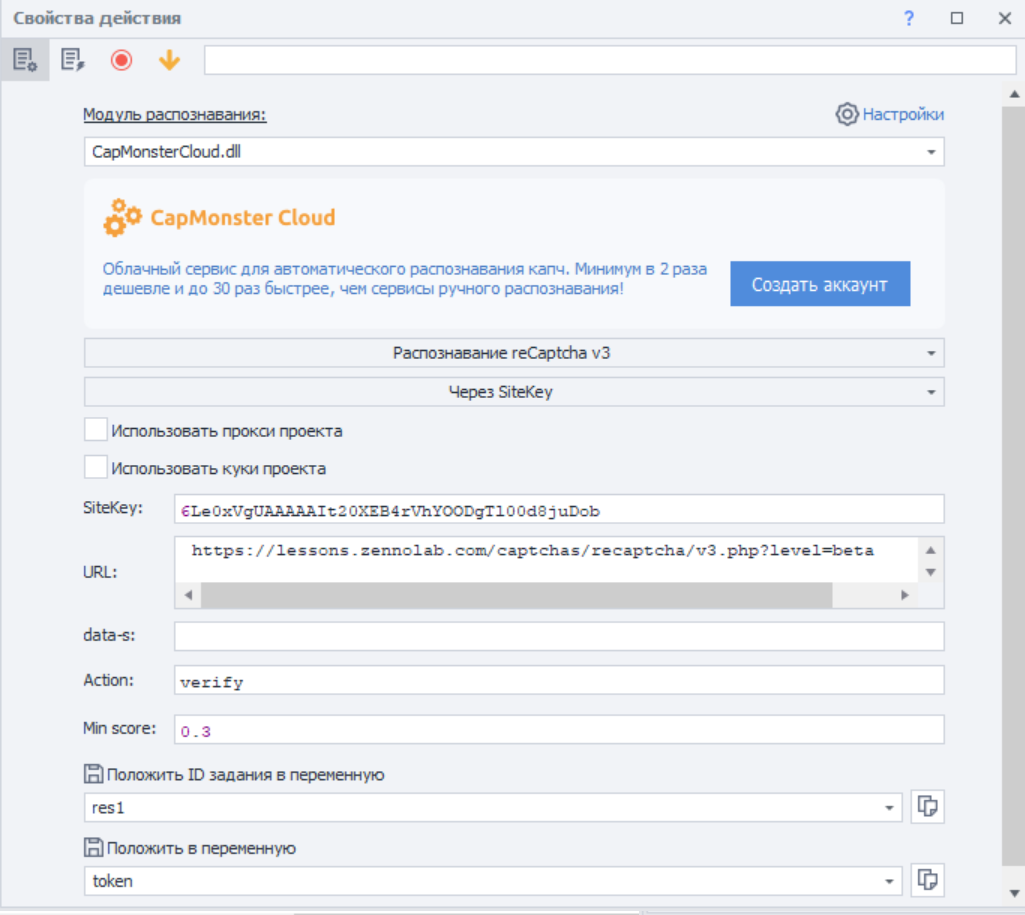 Свойства действия
?
Модуль распознавания:
Настройки
CapMonsterCloud.dll
CapMonster Cloud
Облачный сервис для автоматического распознавания капч. Минимум в 2 раза
дешевле и до 30 раз быстрее, чем сервисы ручного распознавания!
Создать аккаунт
Распознавание reCaptcha v3
Через SiteKey
Использовать прокси проекта
Использовать куки проекта
SiteKey:
6Le0xVgUAAAAAIt20XEB4rVhYOODgTl00d8juDob
URL:
https://lessons.zennolab.com/captchas/recaptcha/v3.php?level=beta
data-s:
Action:
verify
Min score:
0.3
Положить ID задания в переменную
res1
Положить в переменную
token